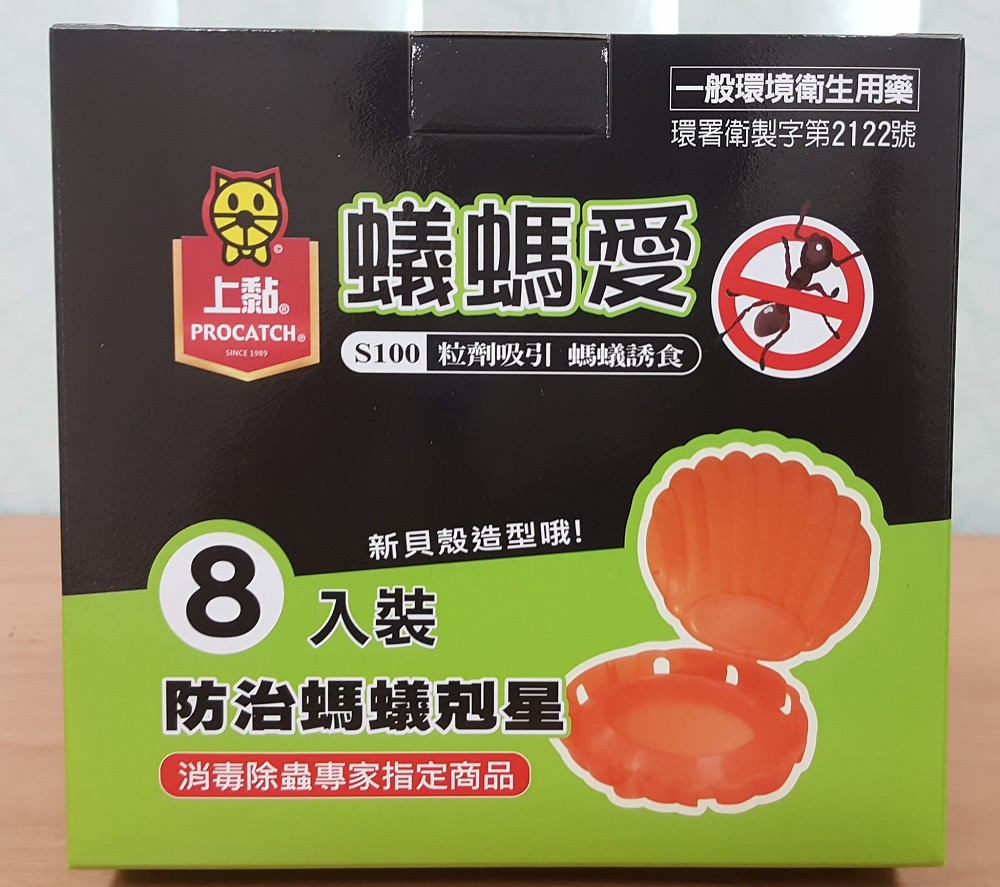 一般環境衛生用藥
環署衛製字第2122號
上黏®
PROCATCH®
SINCE 1989
©
蟻螞愛
S100 粒劑吸引 螞蟻誘食
新貝殼造型哦!
8入裝
防治螞蟻剋星
消毒除蟲專家指定商品